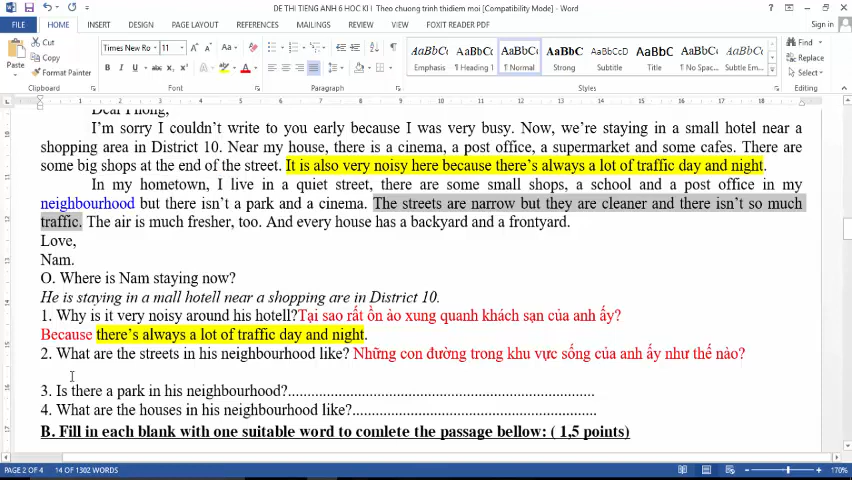 DE THI TIENG ANH 6 HOC KI I Theo chuong trinh thidiem moi [Compatibility Mode] - Word
Sign in
FILE HOME INSERT DESIGN PAGE LAYOUT REFERENCES MAILINGS REVIEW VIEW FOXIT READER PDF
Cut
Copy
Format Painter
Paste
Clipboard
Times New Ro 11
Font
Paragraph
AaBbCc Emphasis
AaBbC ¶ Heading 1
AaBbCc ¶ Normal
AaBbC Strong
AaBbCcD Subtitle
AaBbC Title
AaBbCc ¶ No Spac...
AaBbCc Subtle Em...
Styles
Find
Replace
Select
Editing
Dear Phong,
I'm sorry I couldn't write to you early because I was very busy. Now, we're staying in a small hotel near a
shopping area in District 10. Near my house, there is a cinema, a post office, a supermarket and some cafes. There are
some big shops at the end of the street. It is also very noisy here because there's always a lot of traffic day and night.
In my hometown, I live in a quiet street, there are some small shops, a school and a post office in my
neighbourhood but there isn't a park and a cinema. The streets are narrow but they are cleaner and there isn't so much
traffic. The air is much fresher, too. And every house has a backyard and a frontyard.
Love,
Nam.
O. Where is Nam staying now?
He is staying in a mall hotell near a shopping are in District 10.
1. Why is it very noisy around his hotell?Tại sao rất ồn ào xung quanh khách sạn của anh ấy?
Because there's always a lot of traffic day and night.
2. What are the streets in his neighbourhood like? Những con đường trong khu vực sống của anh ấy như thế nào?
3. Is there a park in his neighbourhood?.............................................................................
4. What are the houses in his neighbourhood like?.............................................................
B. Fill in each blank with one suitable word to comlete the passage bellow: ( 1,5 points)
PAGE 2 OF 4 14 OF 1302 WORDS
170%